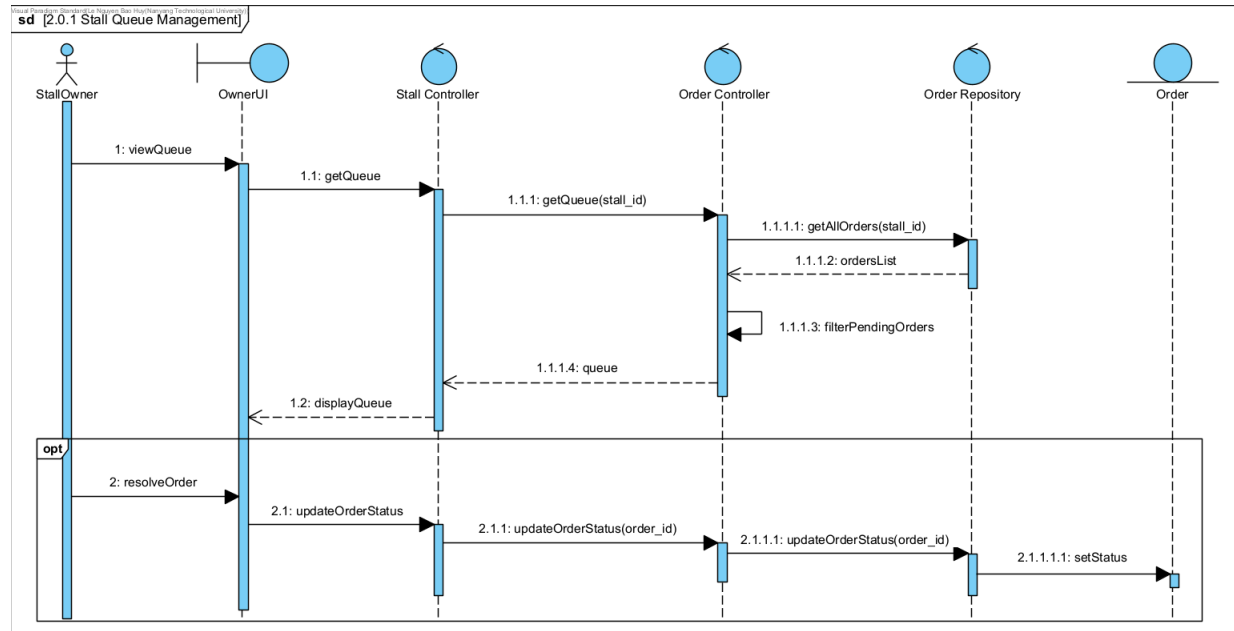 Visual Paradigm Standard(Le Nguyen Bao Huy(Nanyang Technological University))
sd [2.0.1 Stall Queue Management]
StallOwner
OwnerUI
Stall Controller
Order Controller
Order Repository
Order
1: viewQueue
1.1: getQueue
1.1.1: getQueue(stall_id)
1.1.1.1: getAllOrders(stall_id)
1.1.1.2: ordersList
1.1.1.3: filterPendingOrders
1.1.1.4: queue
1.2: displayQueue
opt
2: resolveOrder
2.1: updateOrderStatus
2.1.1: updateOrderStatus(order_id)
2.1.1.1: updateOrderStatus(order_id)
2.1.1.1.1: setStatus